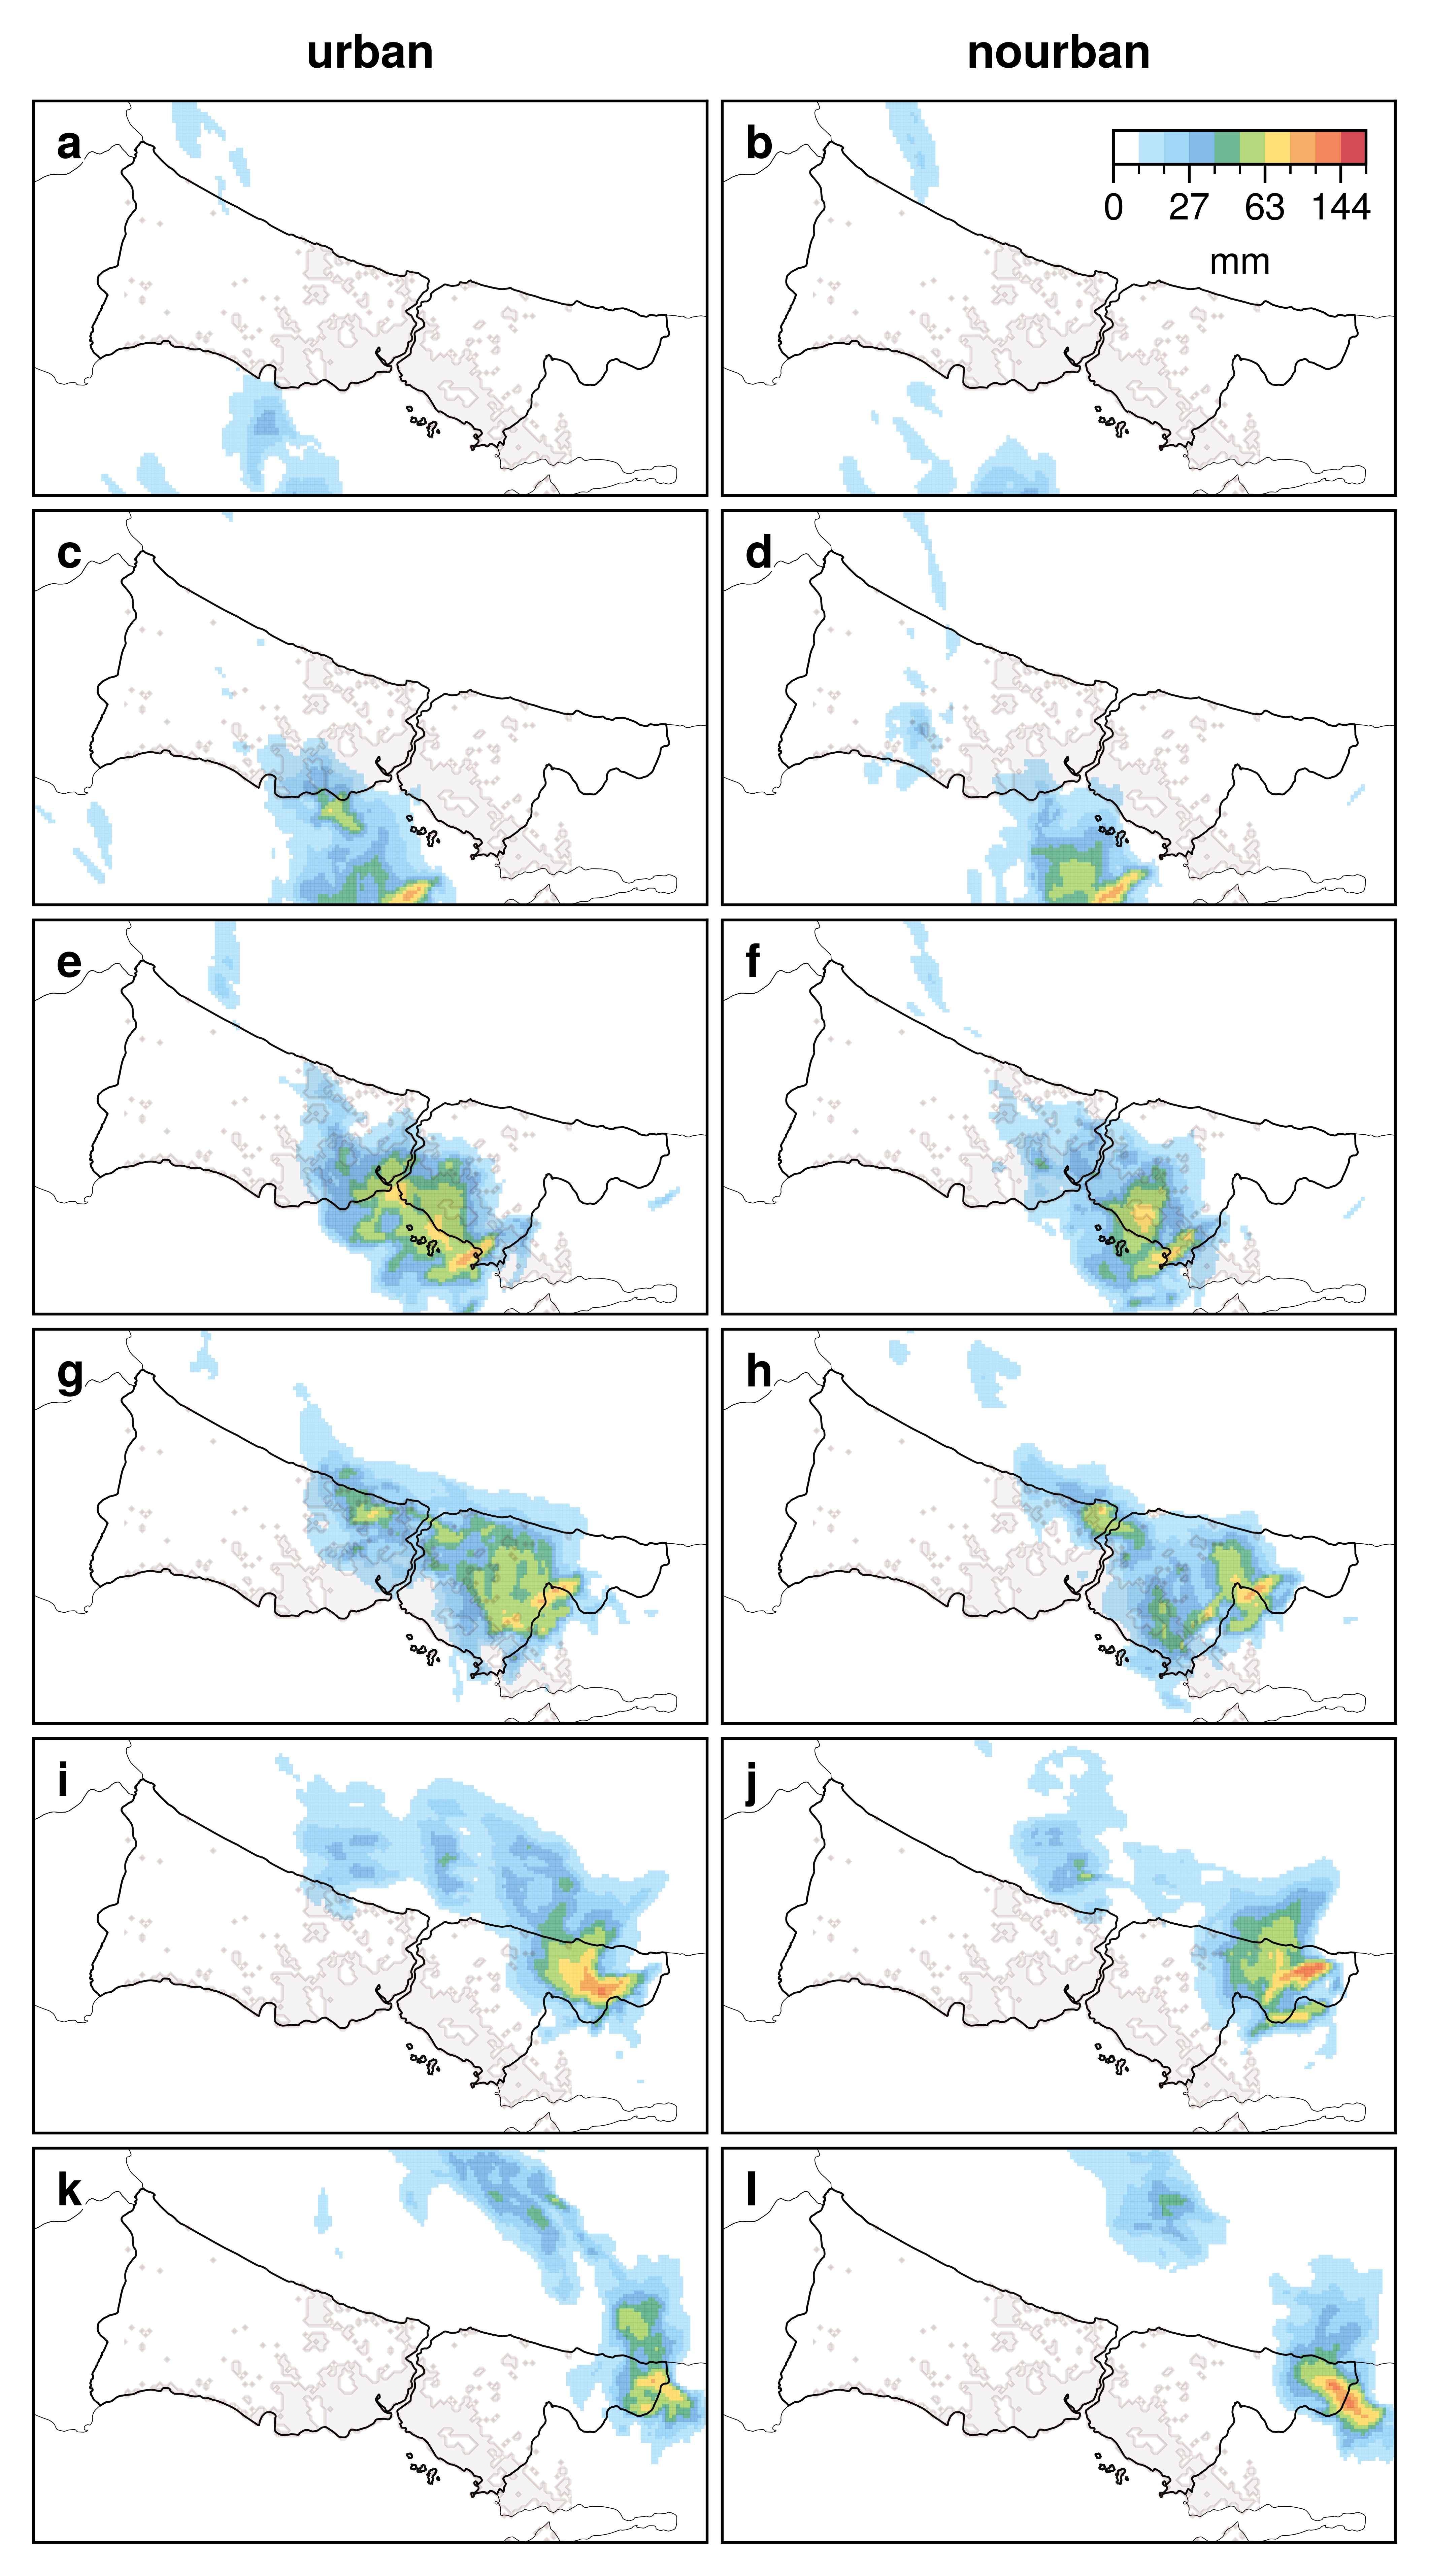 urban nourban
a b
0 27 63 144
mm
c d
e f
g h
i j
k l